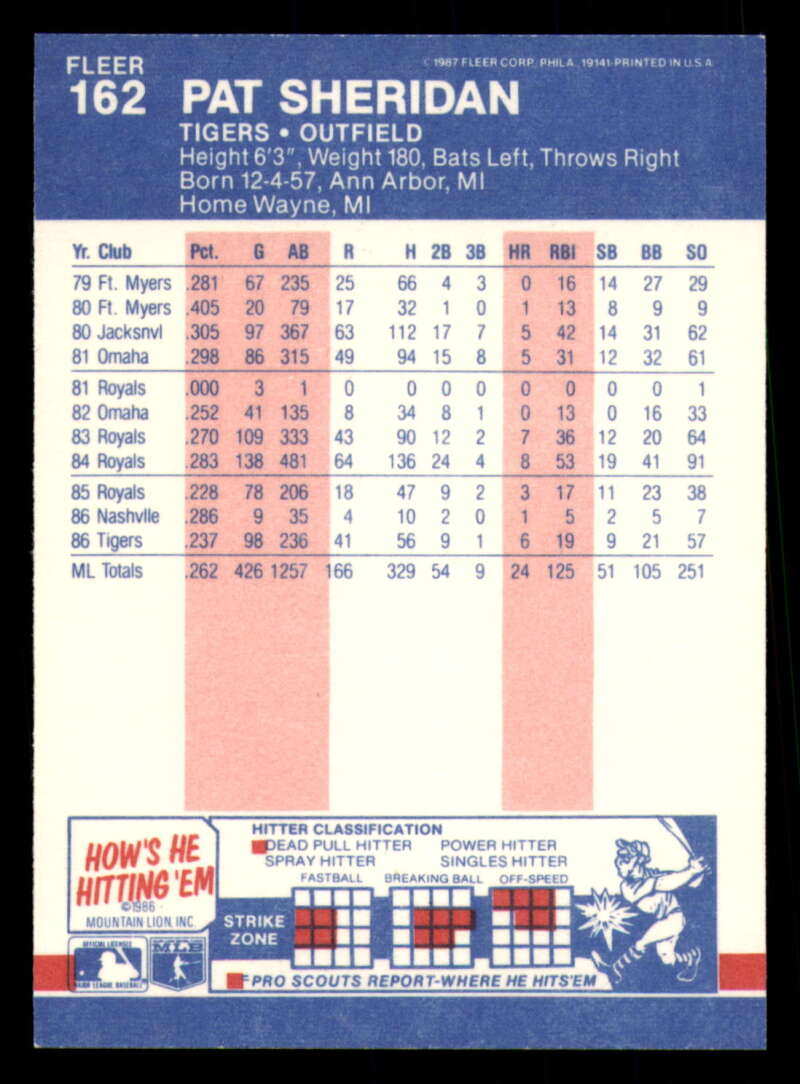 FLEER
162
© 1987 FLEER CORP. PHILA. 19141-PRINTED IN U.S.A.
PAT SHERIDAN
TIGERS • OUTFIELD
Height 6'3", Weight 180, Bats Left, Throws Right
Born 12-4-57, Ann Arbor, MI
Home Wayne, MI
Yr. Club Pct. G AB R H 2B 3B HR RBI SB BB SO
79 Ft. Myers .281 67 235 25 66 4 3 0 16 14 27 29
80 Ft. Myers .405 20 79 17 32 1 0 1 13 8 9 9
80 Jacksnvl .305 97 367 63 112 17 7 5 42 14 31 62
81 Omaha .298 86 315 49 94 15 8 5 31 12 32 61
81 Royals .000 3 1 0 0 0 0 0 0 0 0 1
82 Omaha .252 41 135 8 34 8 1 0 13 0 16 33
83 Royals .270 109 333 43 90 12 2 7 36 12 20 64
84 Royals .283 138 481 64 136 24 4 8 53 19 41 91
85 Royals .228 78 206 18 47 9 2 3 17 11 23 38
86 Nashvlle .286 9 35 4 10 2 0 1 5 2 5 7
86 Tigers .237 98 236 41 56 9 1 6 19 9 21 57
ML Totals .262 426 1257 166 329 54 9 24 125 51 105 251
HOW'S HE
HITTING 'EM
©1986
MOUNTAIN LION, INC.
OFFICIAL LICENSEE
MAJOR LEAGUE BASEBALL
MLB
HITTER CLASSIFICATION
DEAD PULL HITTER POWER HITTER
SPRAY HITTER SINGLES HITTER
FASTBALL BREAKING BALL OFF-SPEED
STRIKE
ZONE
=PRO SCOUTS REPORT-WHERE HE HITS'EM